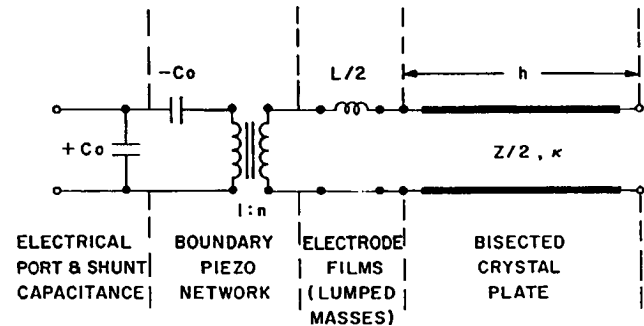 -Co
L/2
h
+Co
Z/2, κ
1:n
ELECTRICAL PORT & SHUNT CAPACITANCE
BOUNDARY PIEZO NETWORK
ELECTRODE FILMS (LUMPED MASSES)
BISECTED CRYSTAL PLATE